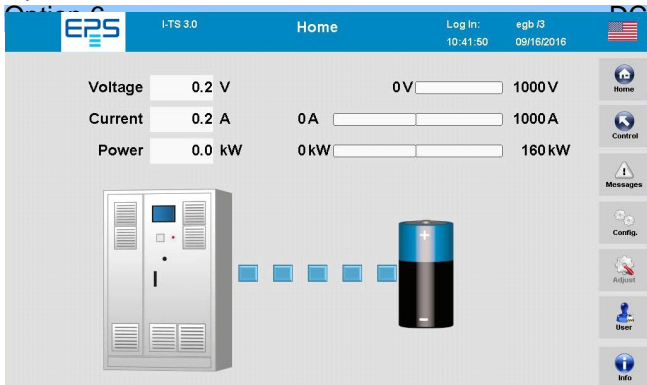 I-TS 3.0
EPS
Home
Log In: egb /3
10:41:50 09/16/2016
Voltage 0.2 V 0 V 1000 V
Current 0.2 A 0 A 1000 A
Power 0.0 kW 0 kW 160 kW
Home
Control
Messages
Config.
Adjust
User
Info
+
-